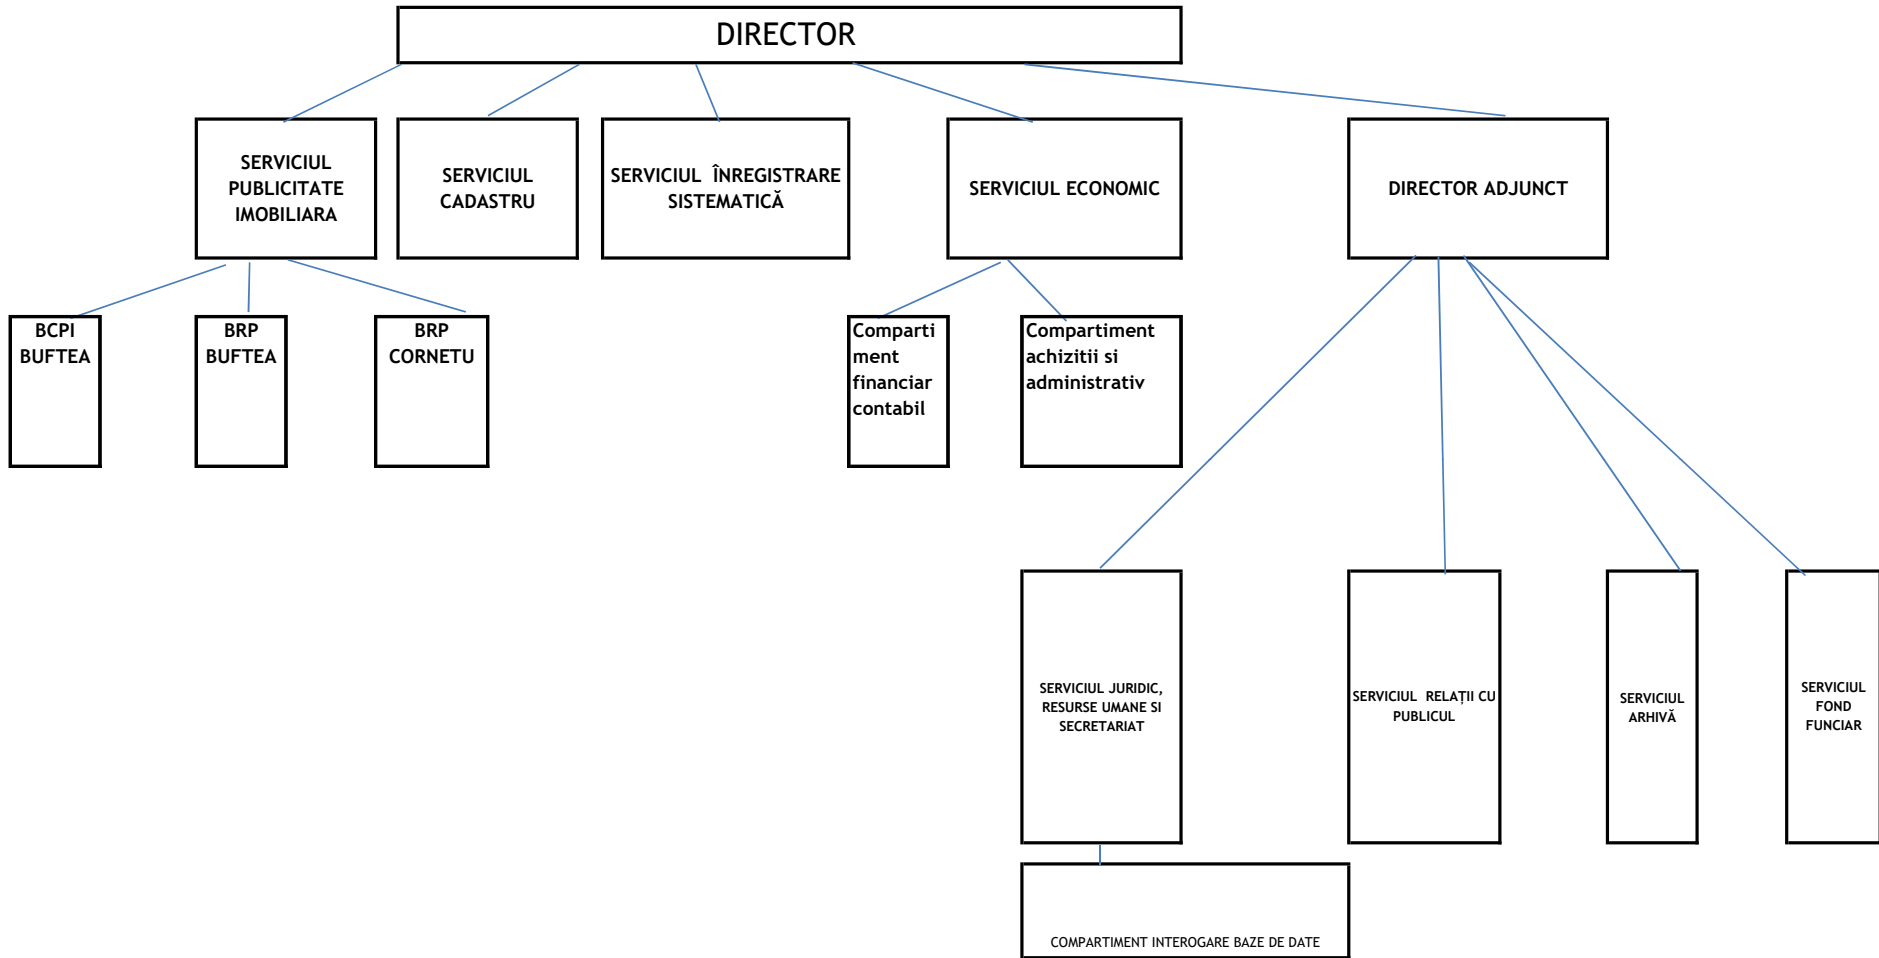 DIRECTOR
SERVICIUL
PUBLICITATE
IMOBILIARA
SERVICIUL
CADASTRU
SERVICIUL ÎNREGISTRARE
SISTEMATICĂ
SERVICIUL ECONOMIC
DIRECTOR ADJUNCT
BCPI
BUFTEA
BRP
BUFTEA
BRP
CORNETU
Comparti
ment
financiar
contabil
Compartiment
achizitii si
administrativ
SERVICIUL JURIDIC,
RESURSE UMANE SI
SECRETARIAT
SERVICIUL RELAȚII CU
PUBLICUL
SERVICIUL
ARHIVĂ
SERVICIUL
FOND
FUNCIAR
COMPARTIMENT INTEROGARE BAZE DE DATE